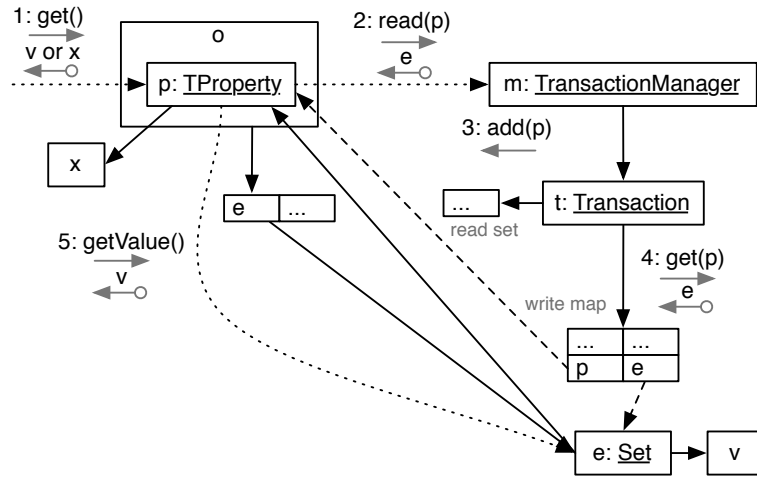 1: get()
v or x
o
2: read(p)
e
p: TProperty
m: TransactionManager
3: add(p)
x
e ...
...
t: Transaction
read set
5: getValue()
v
4: get(p)
e
write map
... ...
p e
e: Set
v